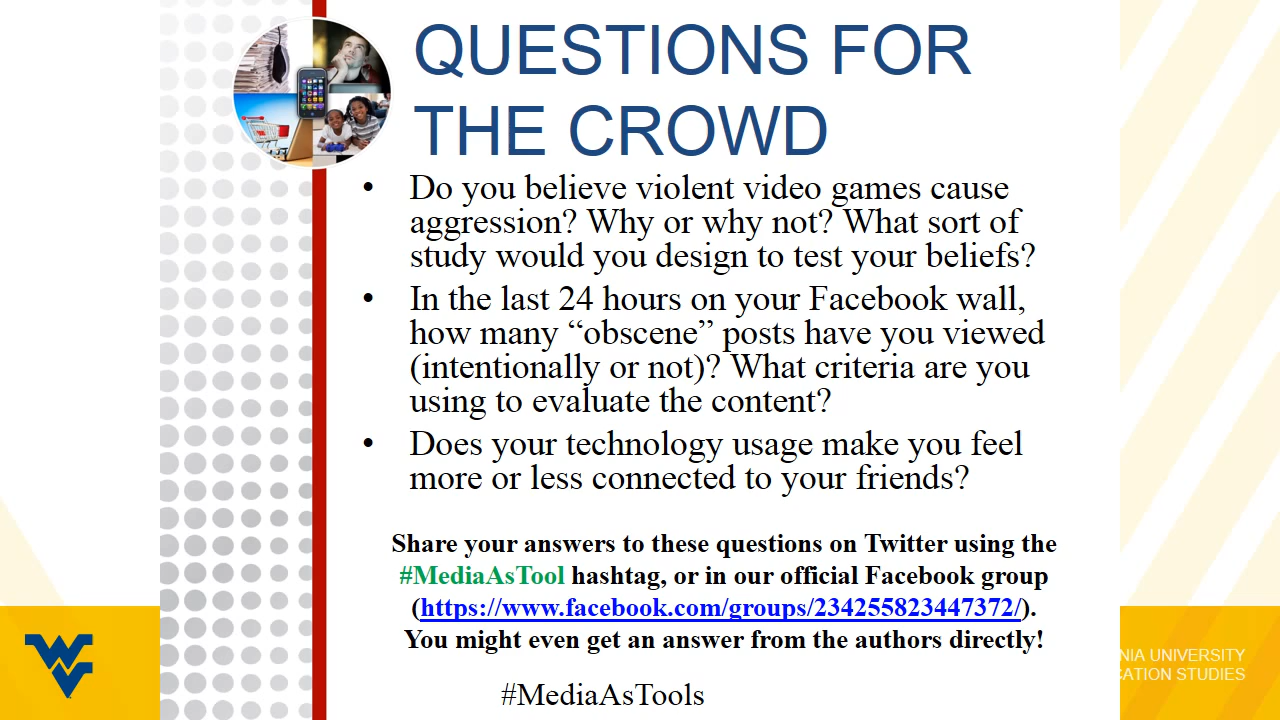 QUESTIONS FOR
THE CROWD
• Do you believe violent video games cause
aggression? Why or why not? What sort of
study would you design to test your beliefs?
• In the last 24 hours on your Facebook wall,
how many “obscene” posts have you viewed
(intentionally or not)? What criteria are you
using to evaluate the content?
• Does your technology usage make you feel
more or less connected to your friends?
Share your answers to these questions on Twitter using the
#MediaAsTool hashtag, or in our official Facebook group
(https://www.facebook.com/groups/234255823447372/).
You might even get an answer from the authors directly!
NIA UNIVERSITY
CATION STUDIES
#MediaAsTools